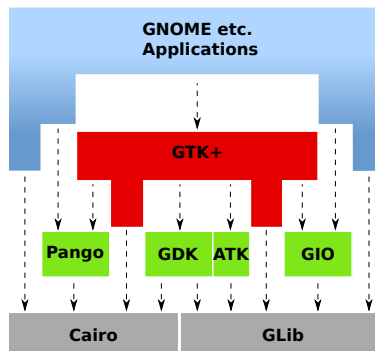 GNOME etc.
Applications
GTK+
Pango GDK ATK GIO
Cairo GLib